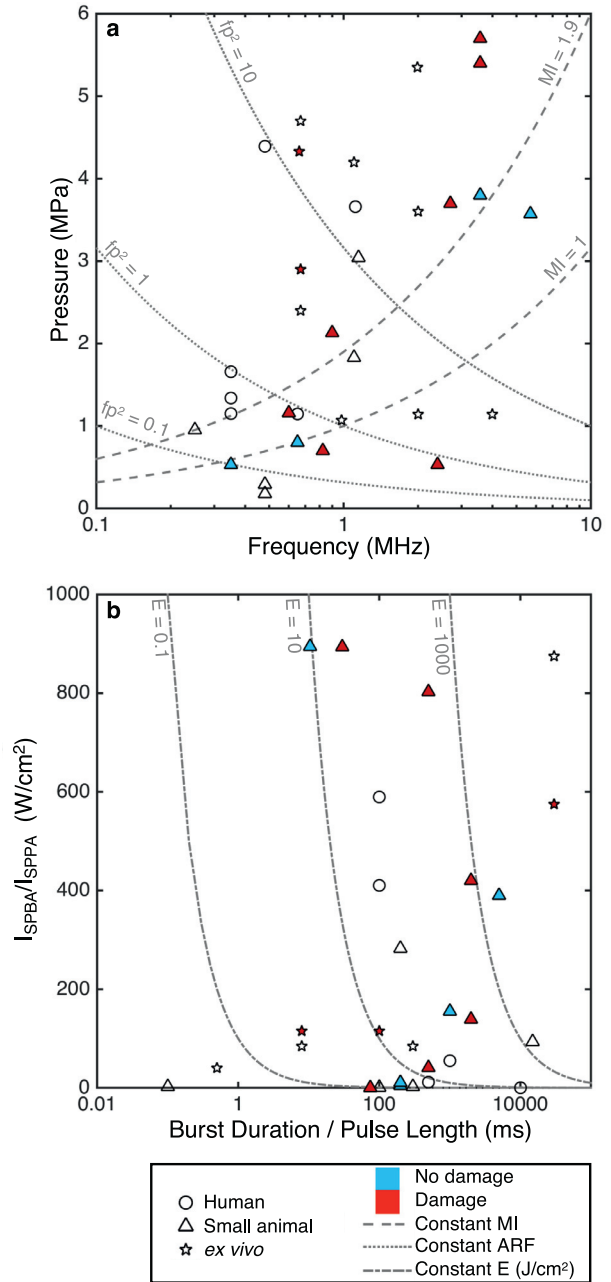 a
fp² = 10
MI = 1.9
fp² = 1
MI = 1
fp² = 0.1
6
5
4
3
2
1
0
Pressure (MPa)
0.1
1
10
Frequency (MHz)
b
E = 0.1
E = 10
E = 1000
1000
800
600
400
200
0
I_SPBA/I_SPPA (W/cm²)
0.01
1
100
10000
Burst Duration / Pulse Length (ms)
Human
Small animal
ex vivo
No damage
Damage
Constant MI
Constant ARF
Constant E (J/cm²)